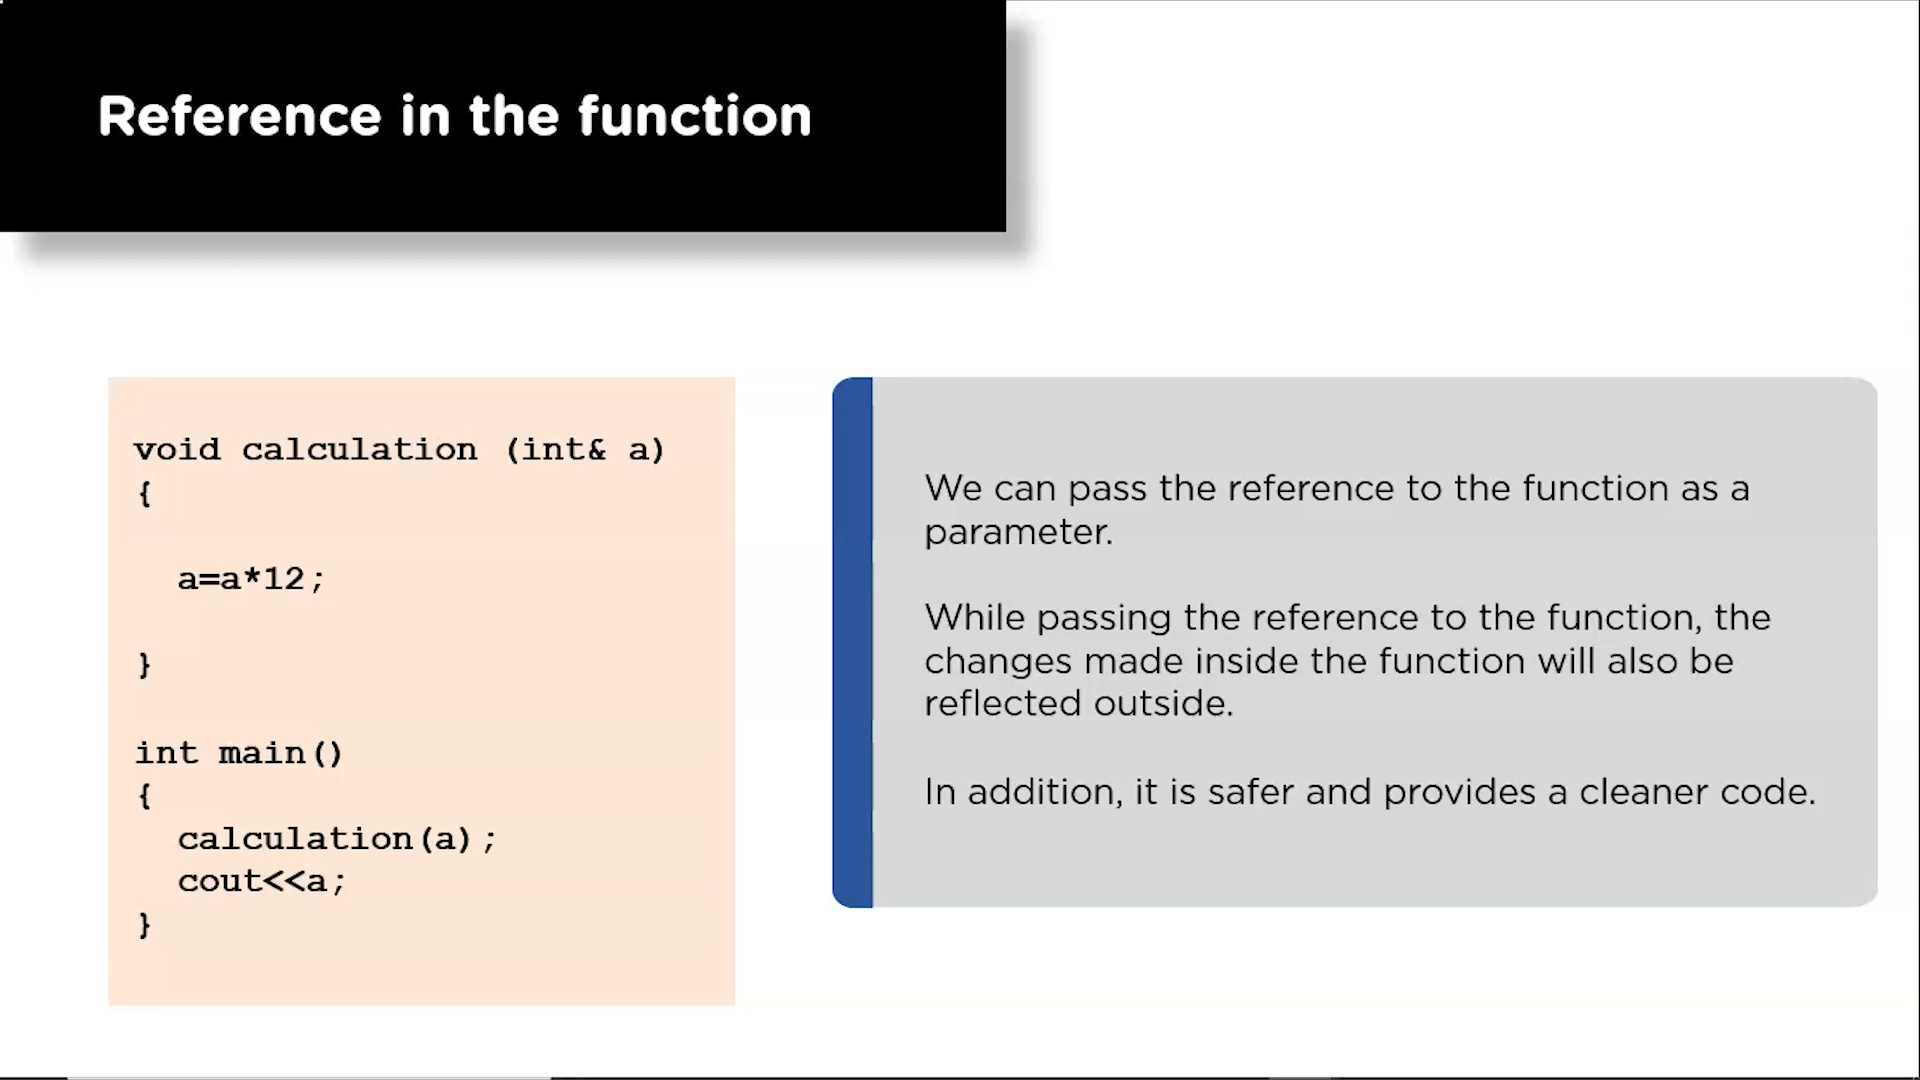 Reference in the function
void calculation (int& a)
{
a=a*12;
}
int main()
{
calculation(a);
cout<<a;
}
We can pass the reference to the function as a
parameter.
While passing the reference to the function, the
changes made inside the function will also be
reflected outside.
In addition, it is safer and provides a cleaner code.